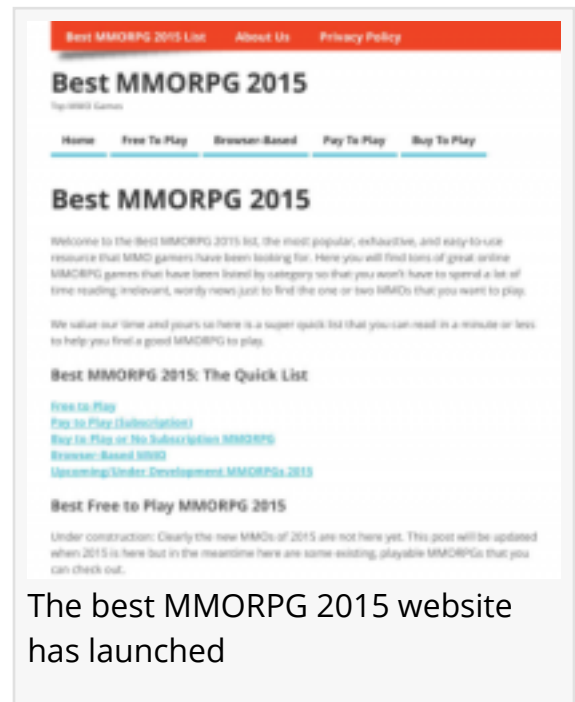 Best MMORPG 2015 List About Us Privacy Policy
Best MMORPG 2015
Top MMO Games
Home Free To Play Browser-Based Pay To Play Buy To Play
Best MMORPG 2015
Welcome to the Best MMORPG 2015 list, the most popular, exhaustive, and easy-to-use
resource that MMO gamers have been looking for. Here you will find tons of great online
MMORPG games that have been listed by category so that you won't have to spend a lot of
time reading irrelevant, wordy news just to find the one or two MMOs that you want to play.
We value our time and yours so here is a super quick list that you can read in a minute or less
to help you find a good MMORPG to play.
Best MMORPG 2015: The Quick List
Free to Play
Pay to Play (Subscription)
Buy to Play or No Subscription MMORPG
Browser-Based MMO
Upcoming/Under Development MMORPGs 2015
Best Free to Play MMORPG 2015
Under construction: Clearly the new MMOs of 2015 are not here yet. This post will be updated
when 2015 is here but in the meantime here are some existing, playable MMORPGs that you
can check out.
The best MMORPG 2015 website
has launched